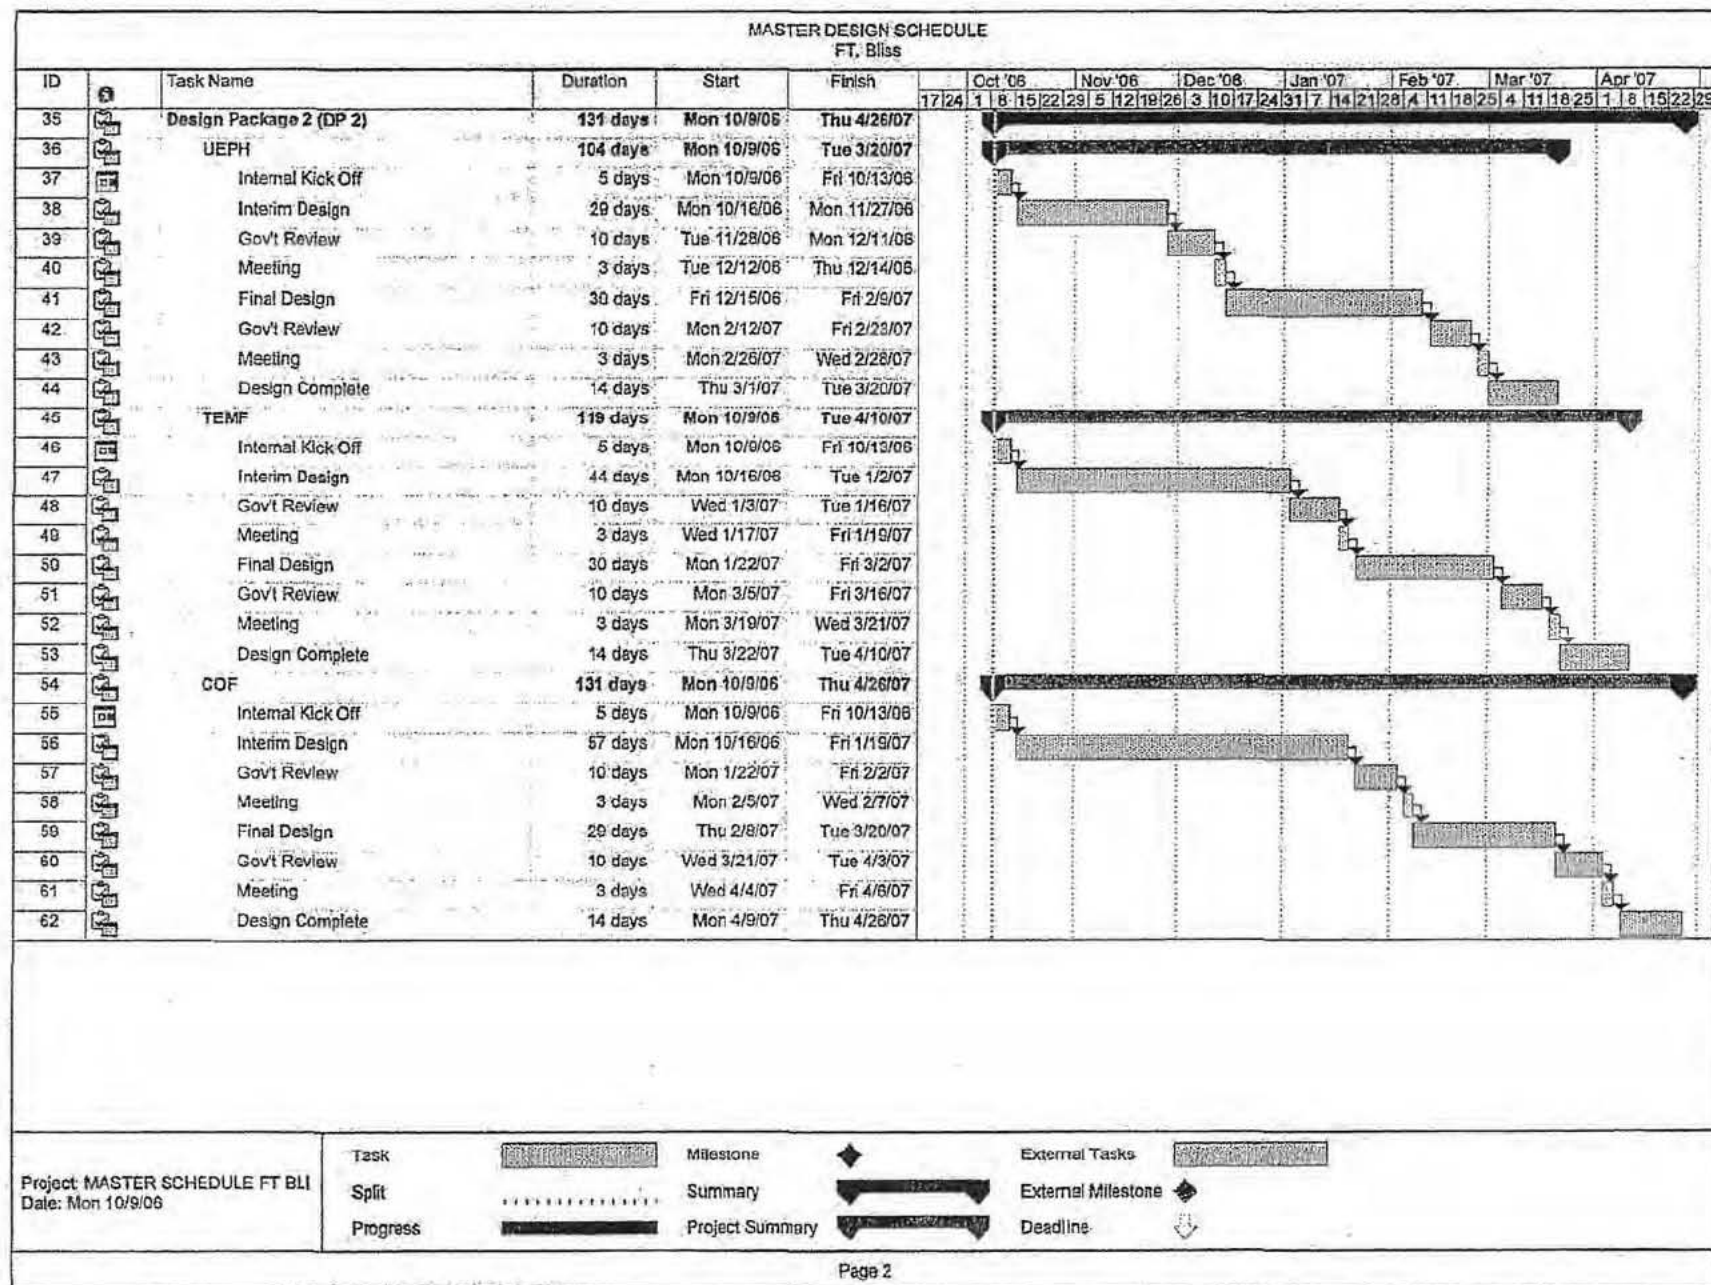 MASTER DESIGN SCHEDULE
FT, Bliss
ID Task Name Duration Start Finish Oct '06 Nov '06 Dec '06 Jan '07 Feb '07 Mar '07 Apr '07
17 24 1 8 15 22 29 5 12 19 26 3 10 17 24 31 7 14 21 28 4 11 18 25 4 11 18 25 1 8 15 22 29
35 Design Package 2 (DP 2) 131 days Mon 10/9/06 Thu 4/26/07
36 UEPH 104 days Mon 10/9/06 Tue 3/20/07
37 Internal Kick Off 5 days Mon 10/9/06 Fri 10/13/06
38 Interim Design 29 days Mon 10/16/06 Mon 11/27/06
39 Gov't Review 10 days Tue 11/28/06 Mon 12/11/06
40 Meeting 3 days Tue 12/12/06 Thu 12/14/06
41 Final Design 30 days Fri 12/15/06 Fri 2/9/07
42 Gov't Review 10 days Mon 2/12/07 Fri 2/23/07
43 Meeting 3 days Mon 2/26/07 Wed 2/28/07
44 Design Complete 14 days Thu 3/1/07 Tue 3/20/07
45 TEMF 119 days Mon 10/9/06 Tue 4/10/07
46 Internal Kick Off 5 days Mon 10/9/06 Fri 10/13/06
47 Interim Design 44 days Mon 10/16/06 Tue 1/2/07
48 Gov't Review 10 days Wed 1/3/07 Tue 1/16/07
49 Meeting 3 days Wed 1/17/07 Fri 1/19/07
50 Final Design 30 days Mon 1/22/07 Fri 3/2/07
51 Gov't Review 10 days Mon 3/5/07 Fri 3/16/07
52 Meeting 3 days Mon 3/19/07 Wed 3/21/07
53 Design Complete 14 days Thu 3/22/07 Tue 4/10/07
54 COF 131 days Mon 10/9/06 Thu 4/26/07
55 Internal Kick Off 5 days Mon 10/9/06 Fri 10/13/06
56 Interim Design 57 days Mon 10/16/06 Fri 1/19/07
57 Gov't Review 10 days Mon 1/22/07 Fri 2/2/07
58 Meeting 3 days Mon 2/5/07 Wed 2/7/07
59 Final Design 29 days Thu 2/8/07 Tue 3/20/07
60 Gov't Review 10 days Wed 3/21/07 Tue 4/3/07
61 Meeting 3 days Wed 4/4/07 Fri 4/6/07
62 Design Complete 14 days Mon 4/9/07 Thu 4/26/07
Project: MASTER SCHEDULE FT BLI
Date: Mon 10/9/06
Task Milestone External Tasks
Split Summary External Milestone
Progress Project Summary Deadline
Page 2